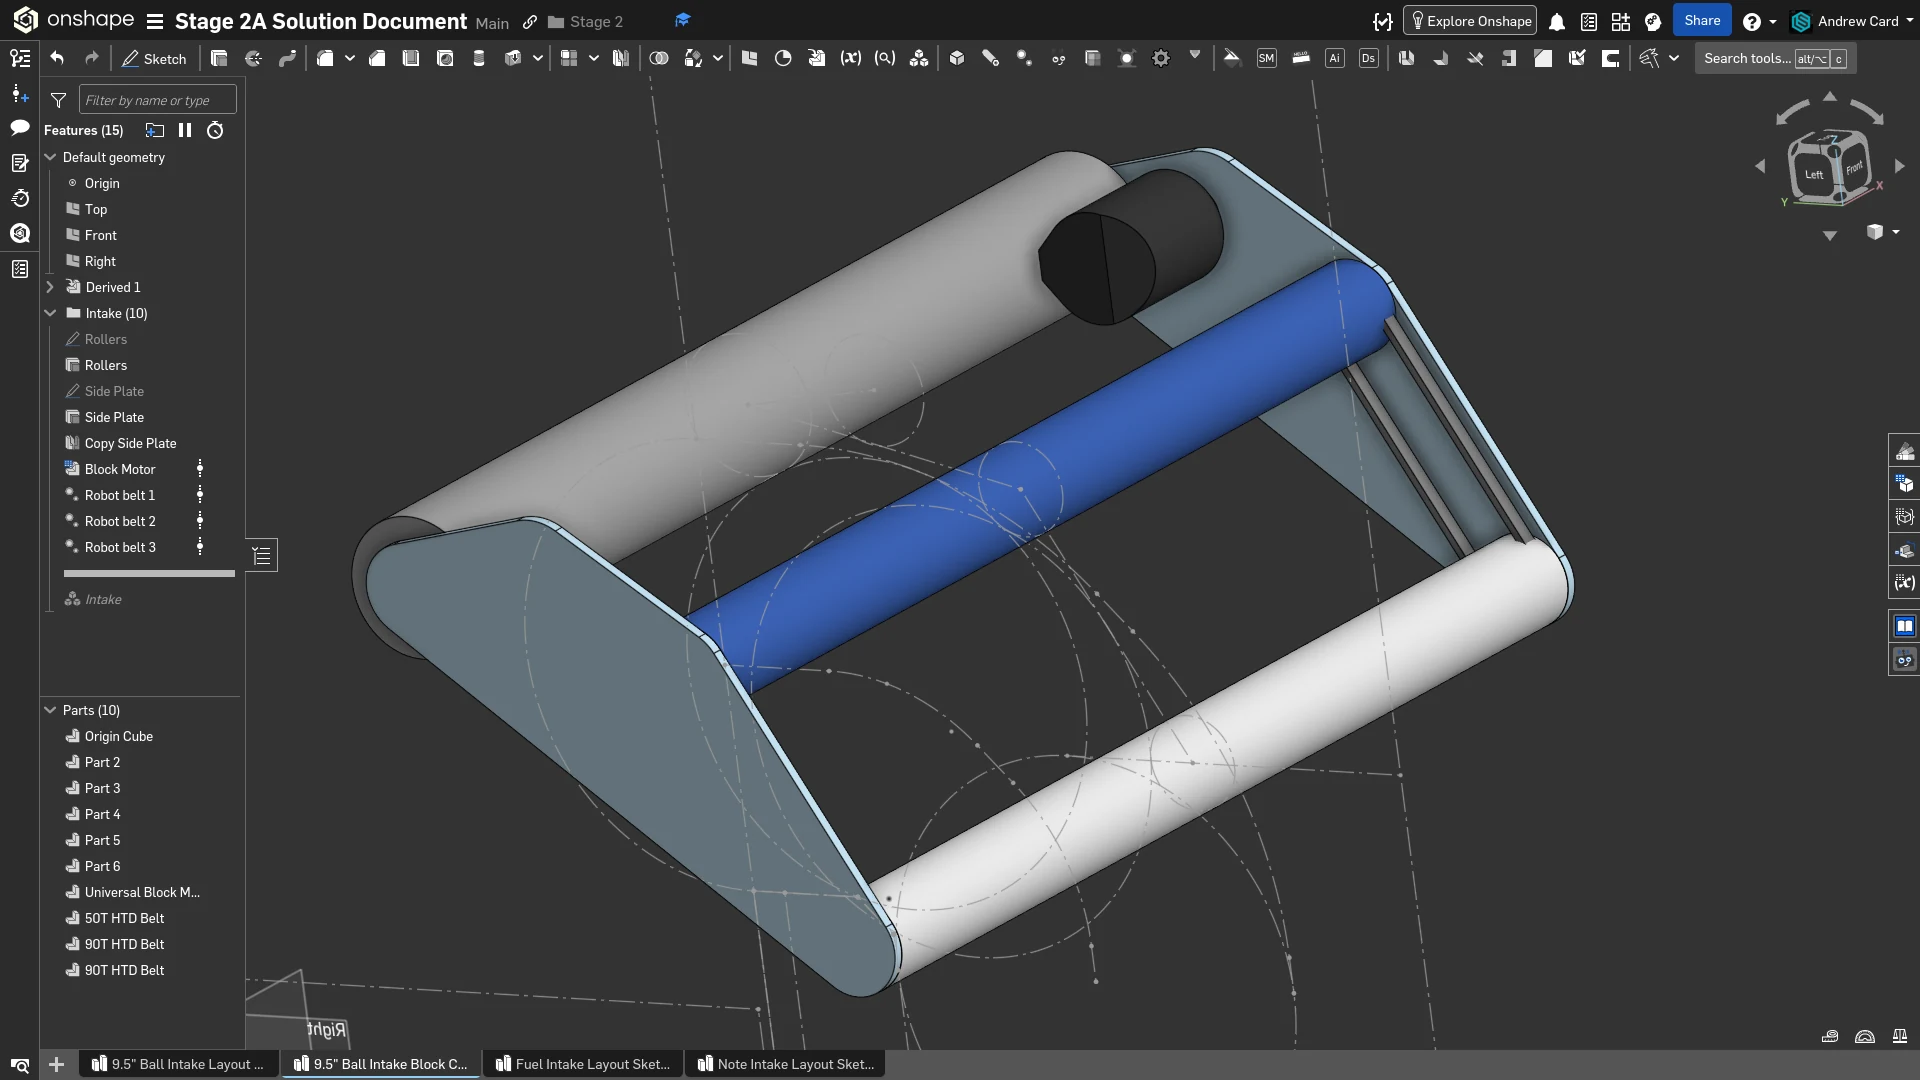 onshape Stage 2A Solution Document Main Stage 2 Explore Onshape Share Andrew Card
Sketch SM HELLO Ai Ds Search tools... alt/⌥ c
Filter by name or type
Features (15)
Default geometry
Origin
Top
Front
Right
Derived 1
Intake (10)
Rollers
Rollers
Side Plate
Side Plate
Copy Side Plate
Block Motor
Robot belt 1
Robot belt 2
Robot belt 3
Intake
Parts (10)
Origin Cube
Part 2
Part 3
Part 4
Part 5
Part 6
Universal Block M...
50T HTD Belt
90T HTD Belt
90T HTD Belt
Z
Left Front
X
Y
Right
9.5" Ball Intake Layout ... 9.5" Ball Intake Block C... Fuel Intake Layout Sket... Note Intake Layout Sket...